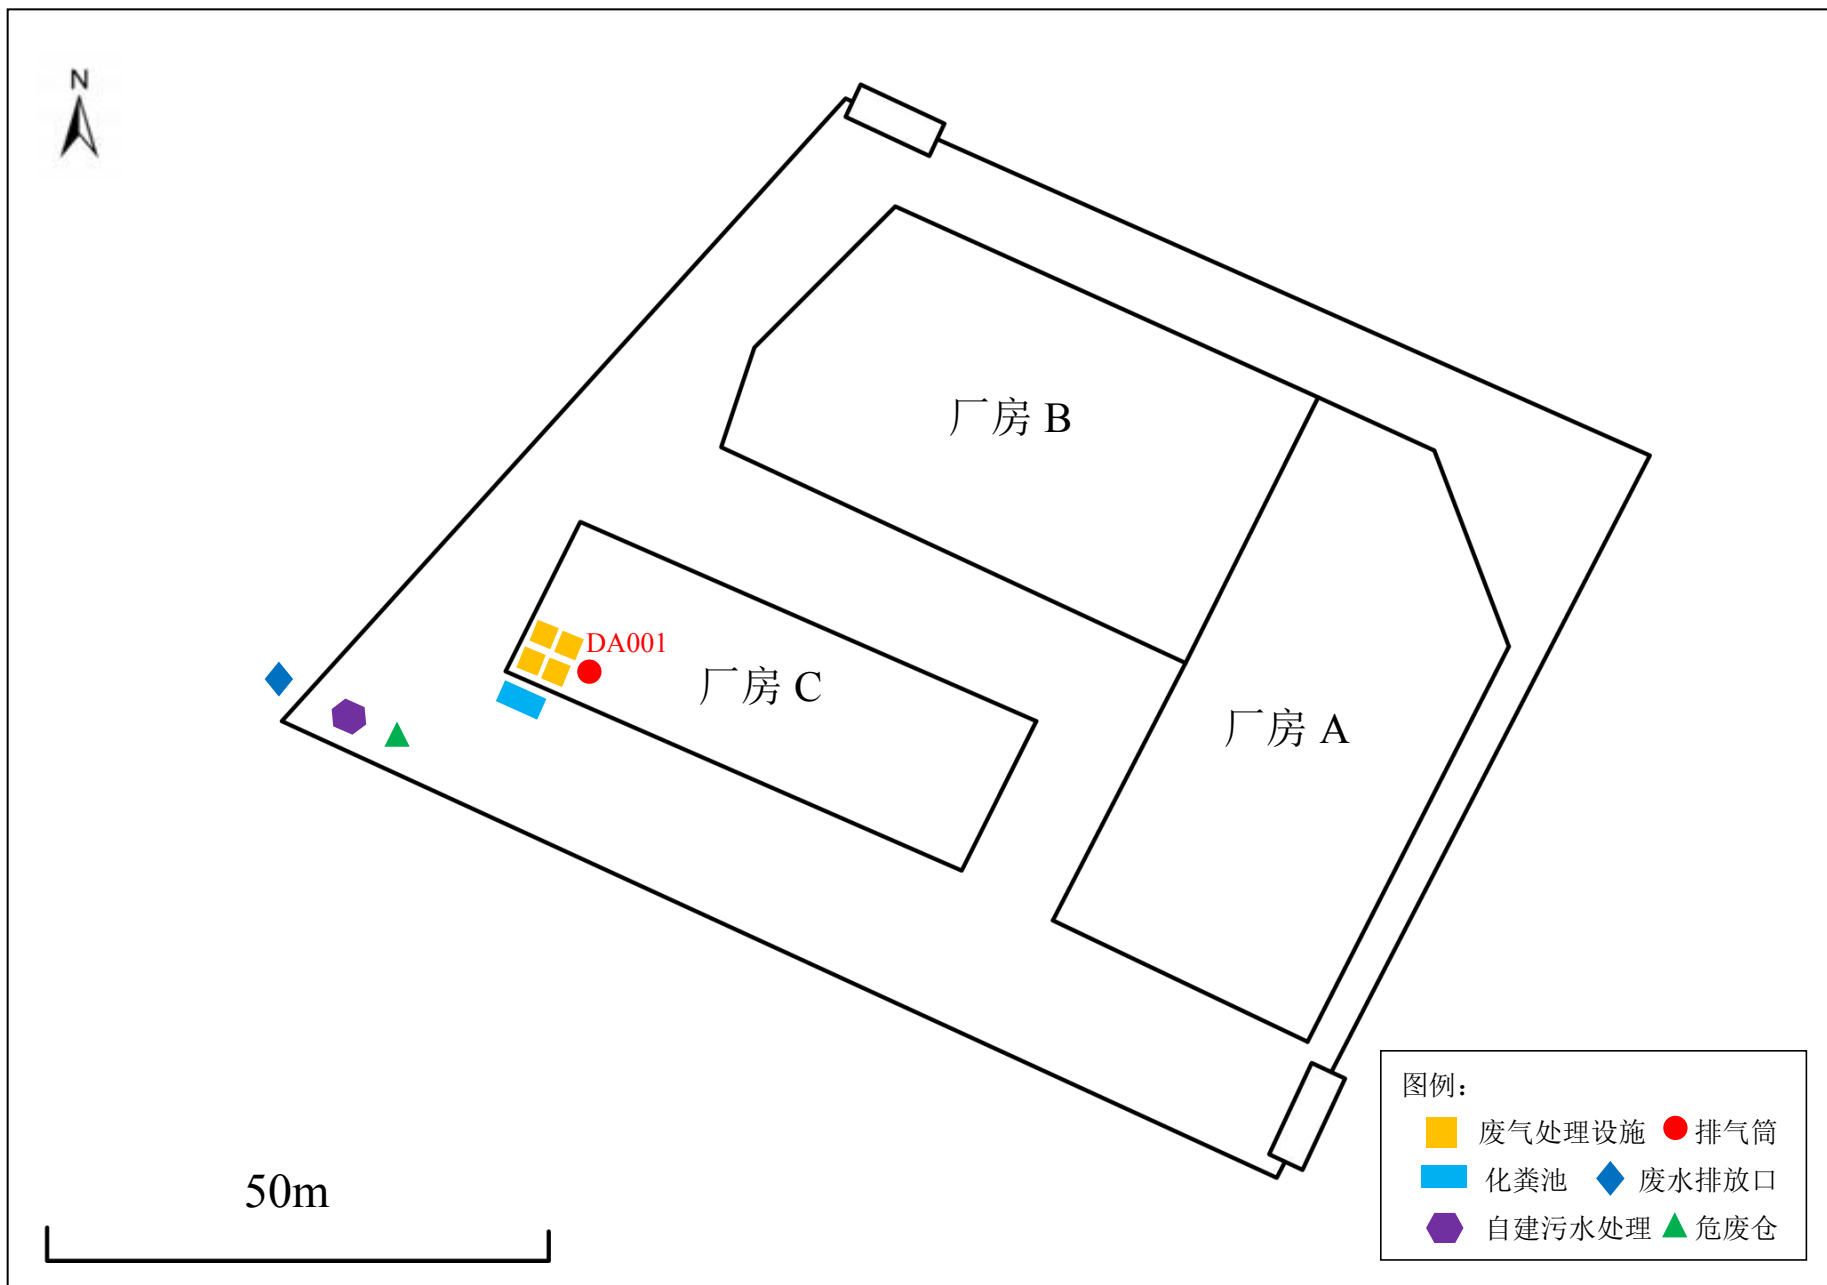 N
厂房 B
DA001
厂房 C
厂房 A
50m
图例：
废气处理设施 排气筒
化粪池 废水排放口
自建污水处理 危废仓